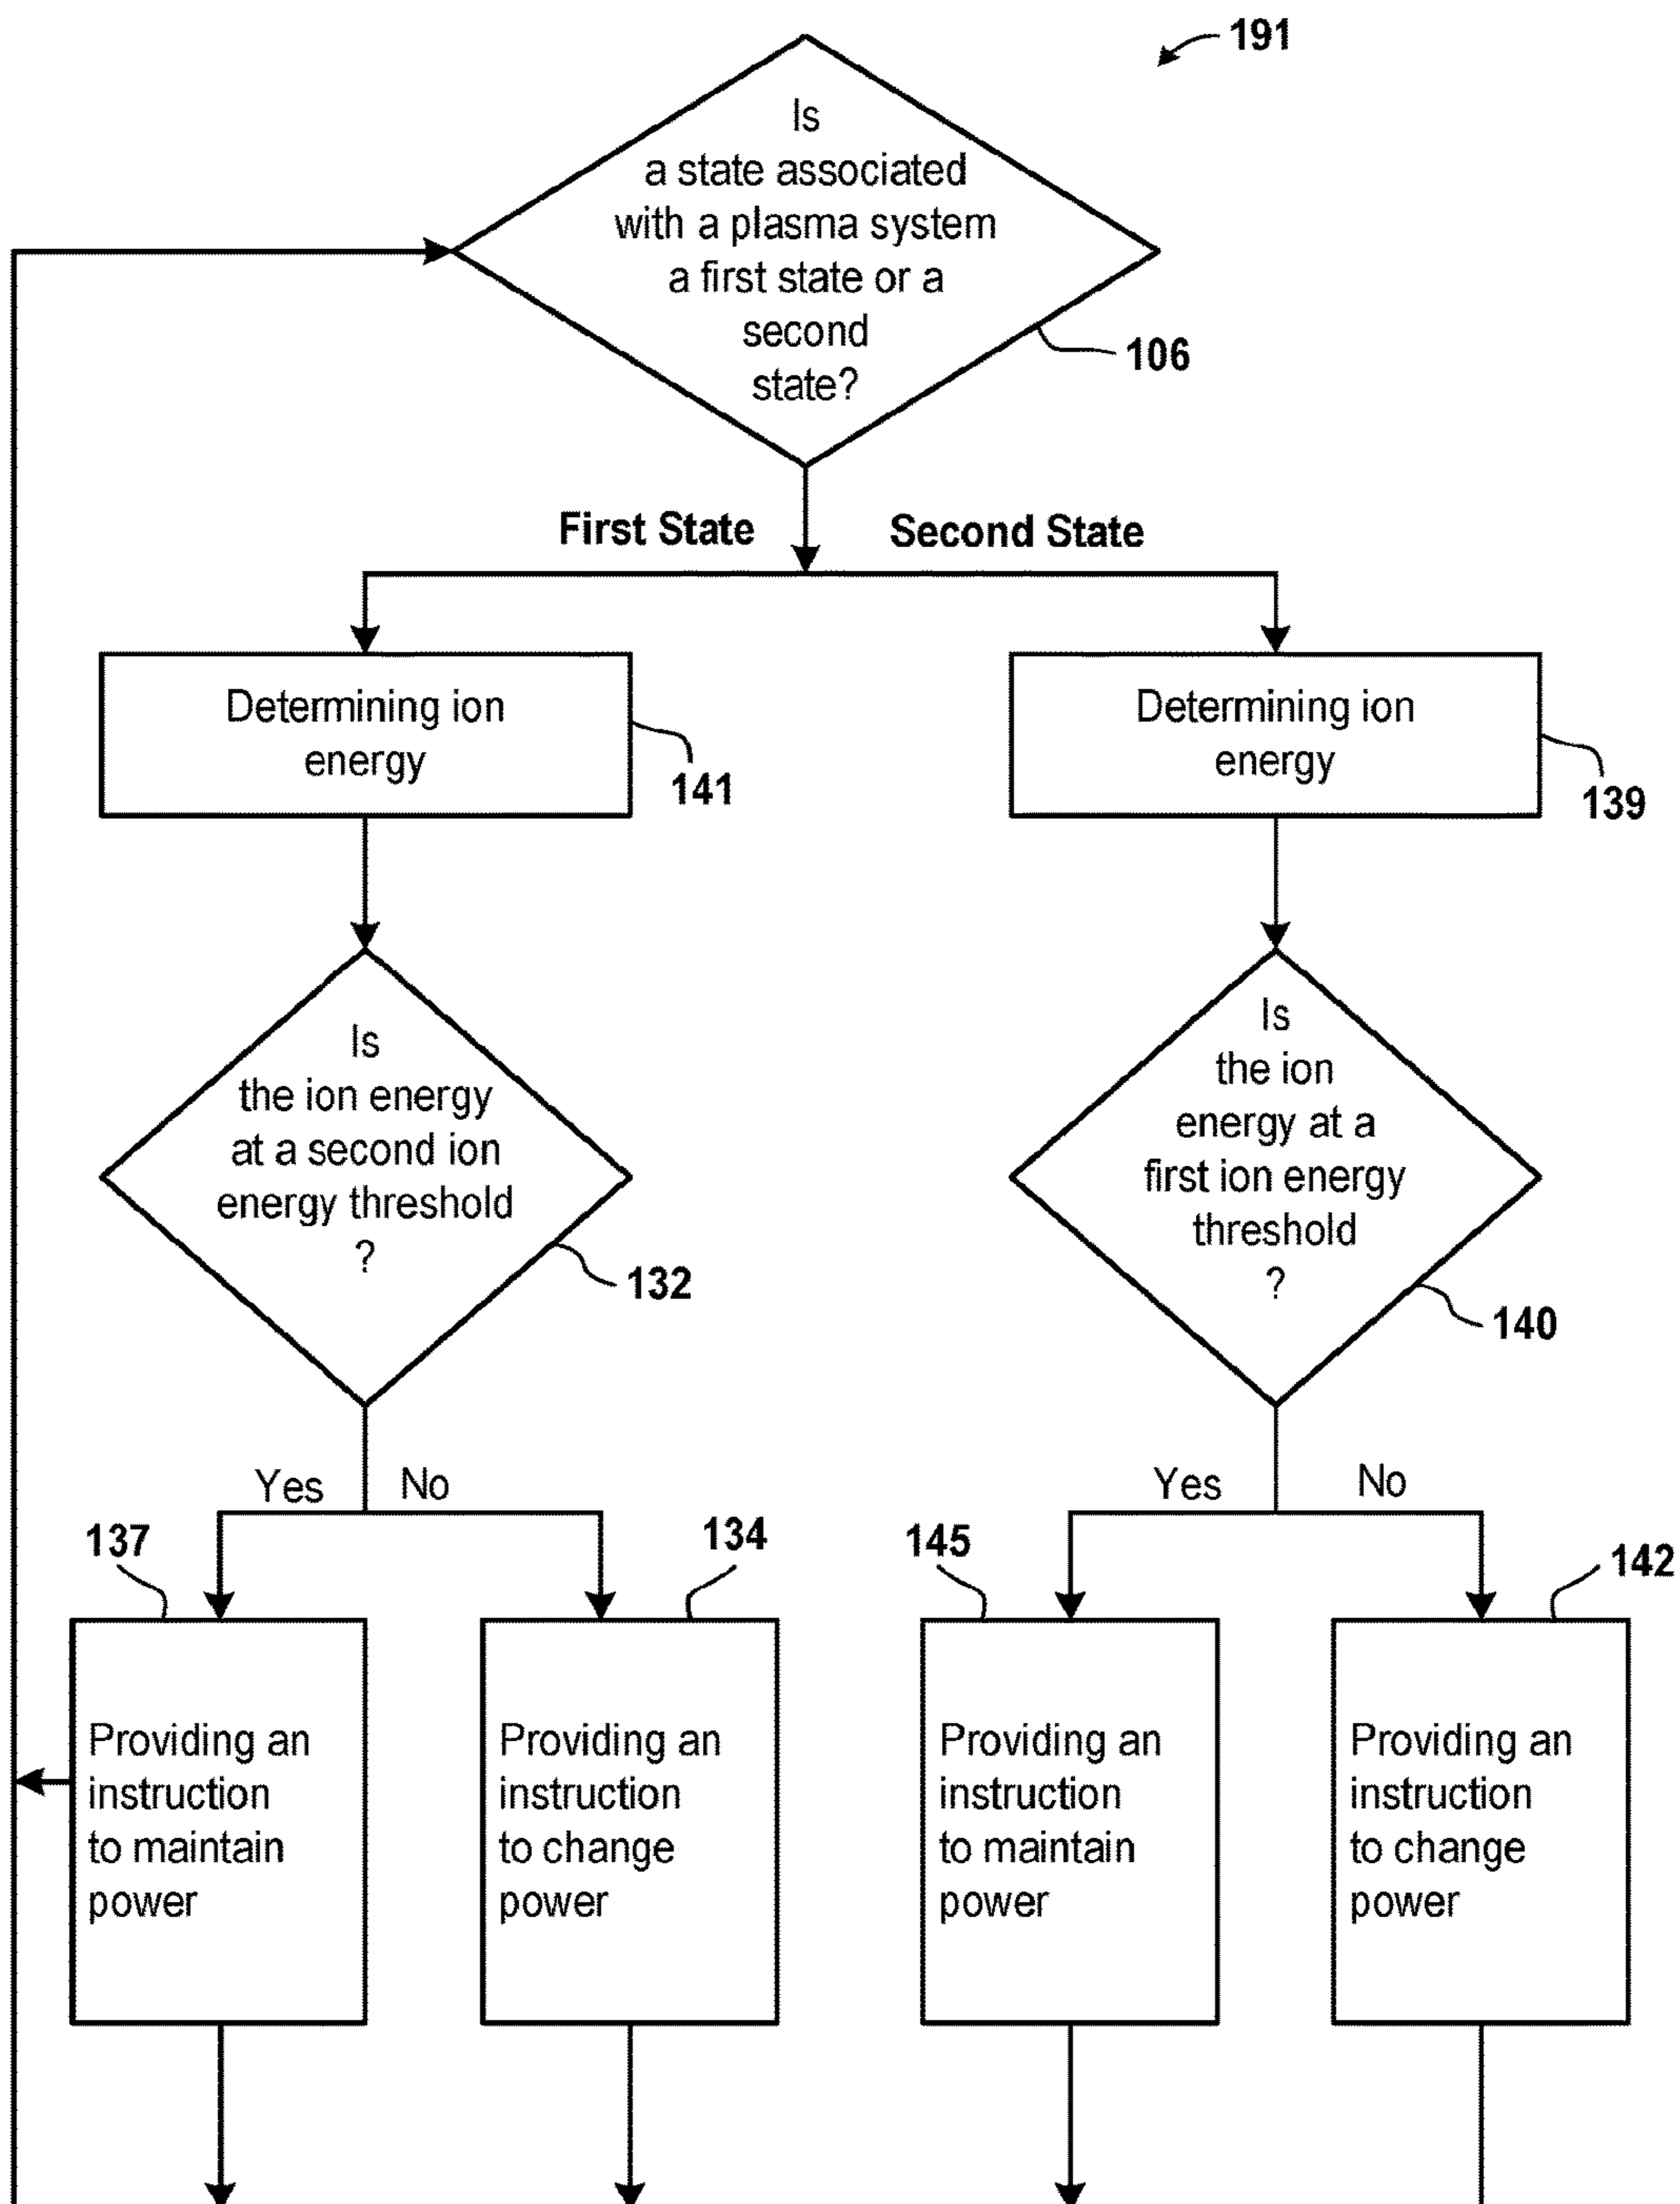 191
Is
a state associated
with a plasma system
a first state or a
second
state?
106
First State
Second State
Determining ion
energy
141
Determining ion
energy
139
Is
the ion energy
at a second ion
energy threshold
?
132
Is
the ion
energy at a
first ion energy
threshold
?
140
Yes
No
Yes
No
137
134
145
142
Providing an
instruction
to maintain
power
Providing an
instruction
to change
power
Providing an
instruction
to maintain
power
Providing an
instruction
to change
power